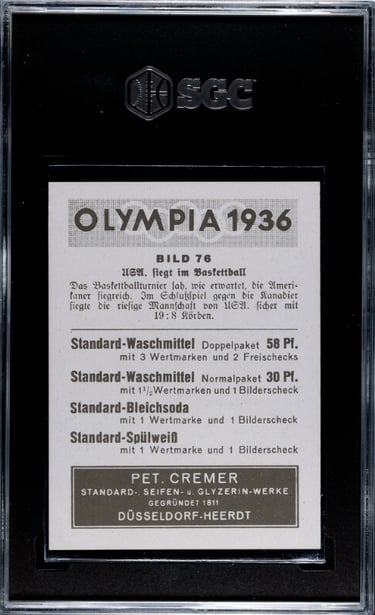 SGC
OLYMPIA 1936
BILD 76
USA. siegt im Basketball
Das Basketballturnier sah, wie erwartet, die Ameri-
kaner siegreich. Im Schlußspiel gegen die Kanadier
siegte die riesige Mannschaft von USA. sicher mit
19:8 Körben.
Standard-Waschmittel Doppelpaket 58 Pf.
mit 3 Wertmarken und 2 Freischecks
Standard-Waschmittel Normalpaket 30 Pf.
mit 1½ Wertmarken und 1 Bilderscheck
Standard-Bleichsoda
mit 1 Wertmarke und 1 Bilderscheck
Standard-Spülweiß
mit 1 Wertmarke und 1 Bilderscheck
PET. CREMER
STANDARD-, SEIFEN- u. GLYZERIN-WERKE
GEGRÜNDET 1811
DÜSSELDORF-HEERDT